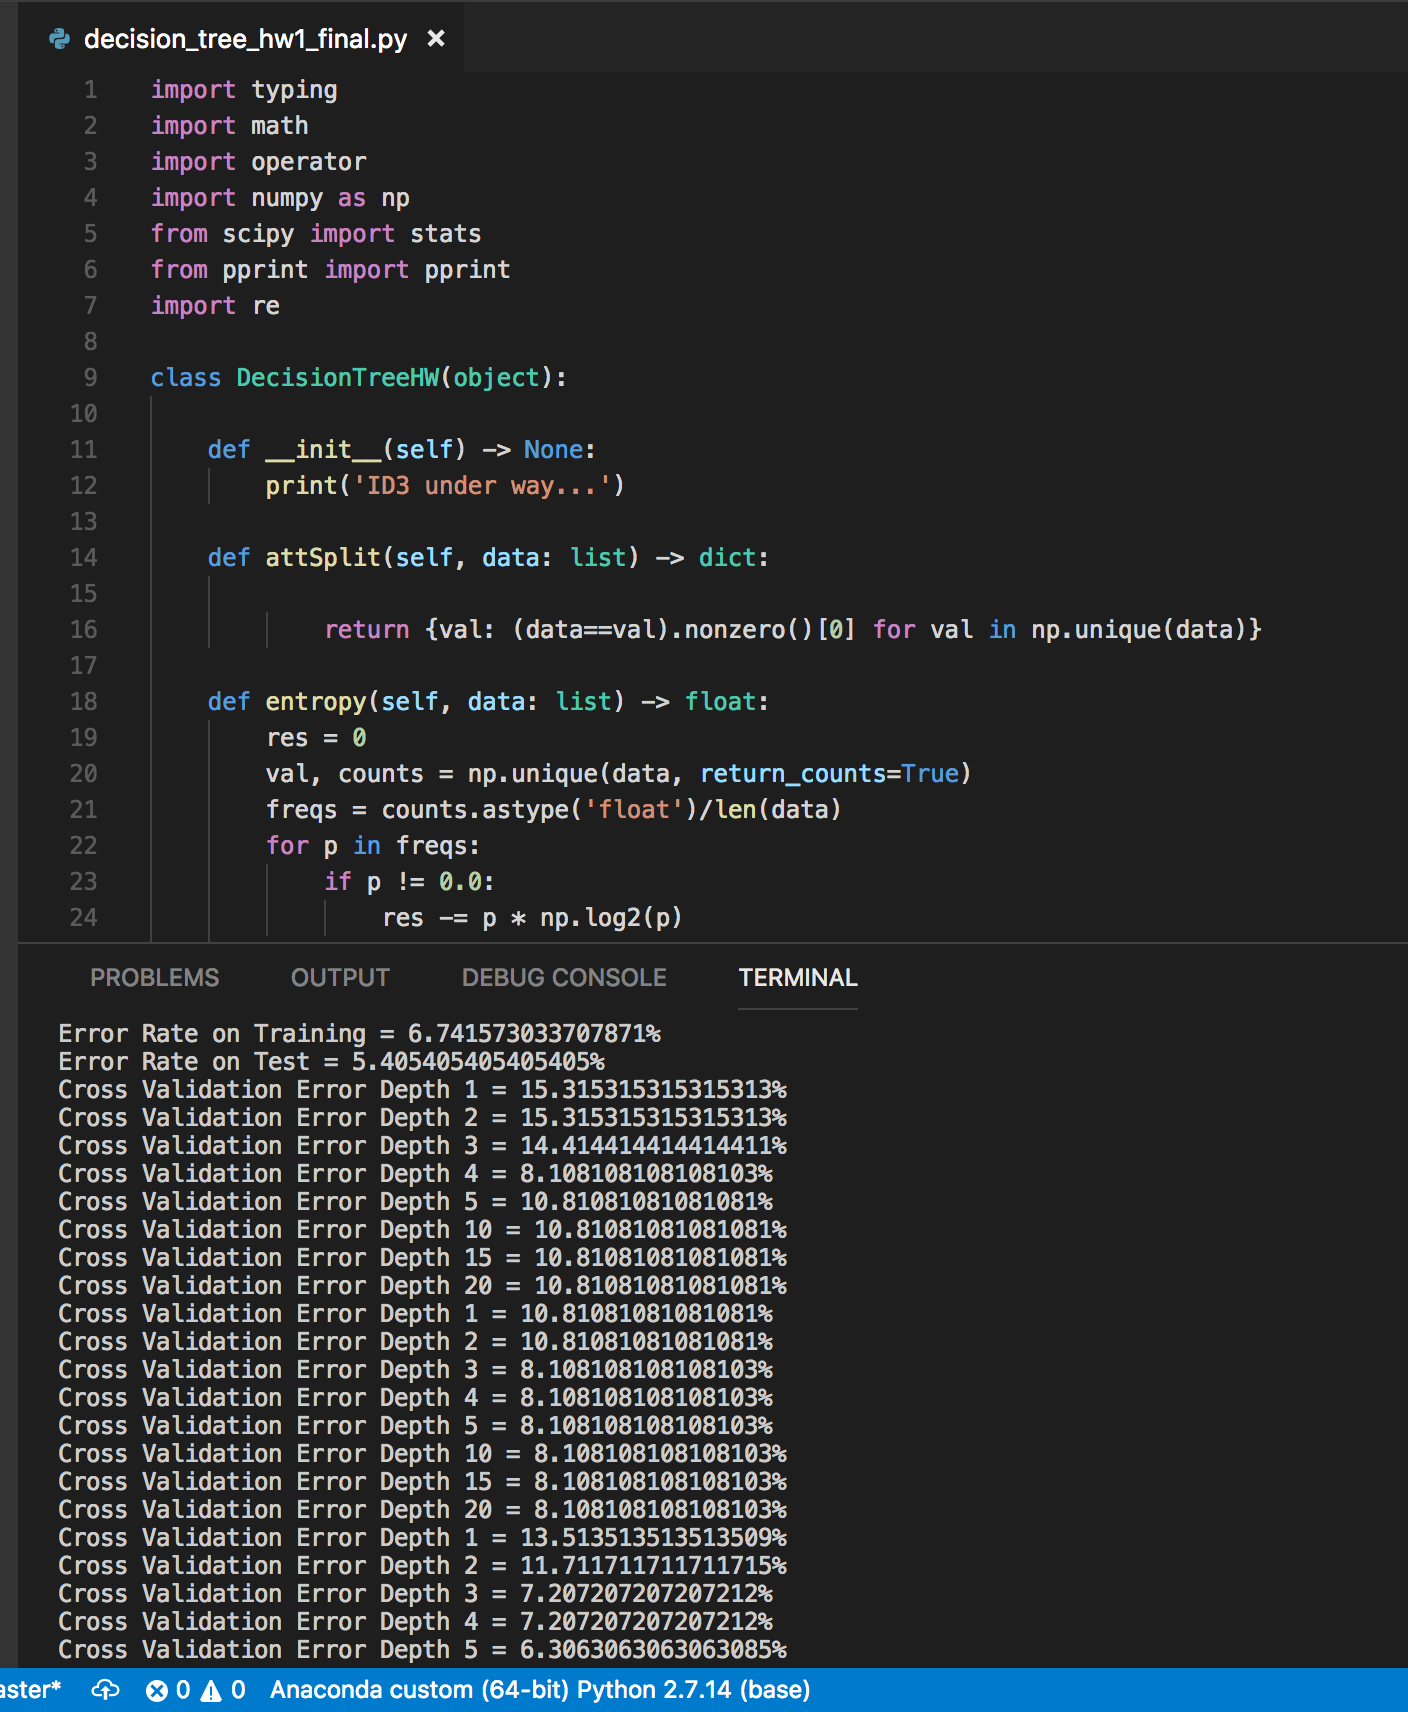 decision_tree_hw1_final.py ×
1 import typing
2 import math
3 import operator
4 import numpy as np
5 from scipy import stats
6 from pprint import pprint
7 import re
8
9 class DecisionTreeHW(object):
10
11 def __init__(self) -> None:
12 print('ID3 under way...')
13
14 def attSplit(self, data: list) -> dict:
15
16 return {val: (data==val).nonzero()[0] for val in np.unique(data)}
17
18 def entropy(self, data: list) -> float:
19 res = 0
20 val, counts = np.unique(data, return_counts=True)
21 freqs = counts.astype('float')/len(data)
22 for p in freqs:
23 if p != 0.0:
24 res -= p * np.log2(p)
PROBLEMS OUTPUT DEBUG CONSOLE TERMINAL
Error Rate on Training = 6.741573033707871%
Error Rate on Test = 5.405405405405405%
Cross Validation Error Depth 1 = 15.315315315315313%
Cross Validation Error Depth 2 = 15.315315315315313%
Cross Validation Error Depth 3 = 14.414414414414411%
Cross Validation Error Depth 4 = 8.108108108108103%
Cross Validation Error Depth 5 = 10.81081081081081%
Cross Validation Error Depth 10 = 10.81081081081081%
Cross Validation Error Depth 15 = 10.81081081081081%
Cross Validation Error Depth 20 = 10.81081081081081%
Cross Validation Error Depth 1 = 10.81081081081081%
Cross Validation Error Depth 2 = 10.81081081081081%
Cross Validation Error Depth 3 = 8.108108108108103%
Cross Validation Error Depth 4 = 8.108108108108103%
Cross Validation Error Depth 5 = 8.108108108108103%
Cross Validation Error Depth 10 = 8.108108108108103%
Cross Validation Error Depth 15 = 8.108108108108103%
Cross Validation Error Depth 20 = 8.108108108108103%
Cross Validation Error Depth 1 = 13.513513513513509%
Cross Validation Error Depth 2 = 11.711711711711715%
Cross Validation Error Depth 3 = 7.207207207207212%
Cross Validation Error Depth 4 = 7.207207207207212%
Cross Validation Error Depth 5 = 6.3063063063063085%
aster* 0 0 Anaconda custom (64-bit) Python 2.7.14 (base)